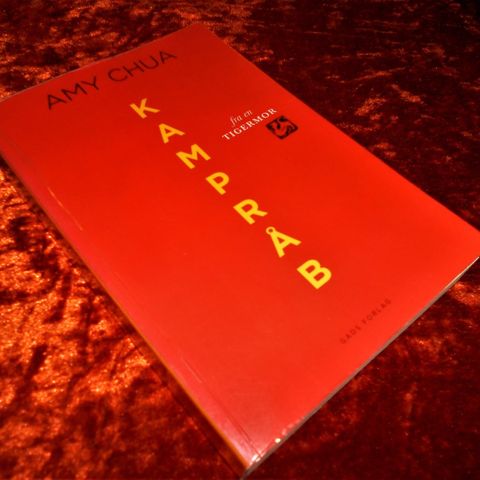 AMY CHUA
KAMPRÅB
fra en
TIGERMOR
GADS FORLAG